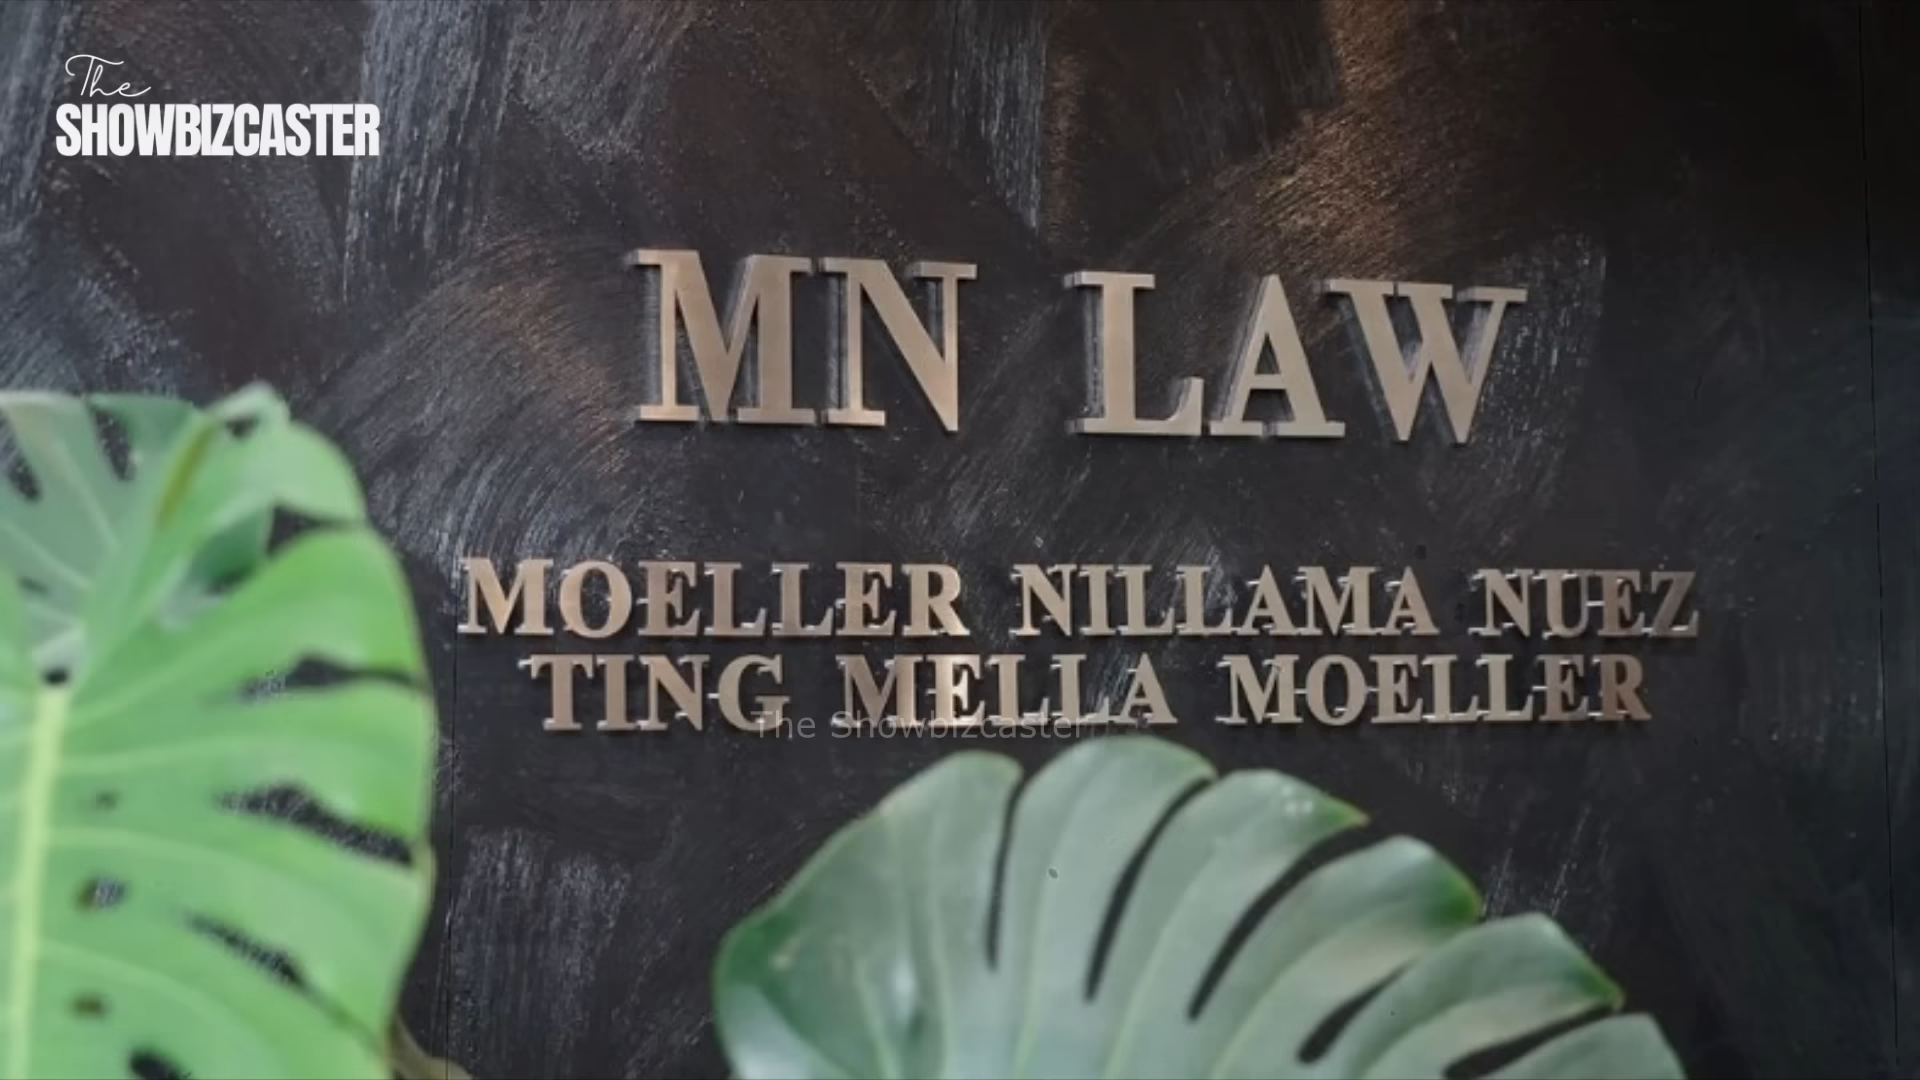 The
SHOWBIZCASTER
MN LAW
MOELLER NILLAMA NUEZ
TING MELLA MOELLER
The Showbizcaster